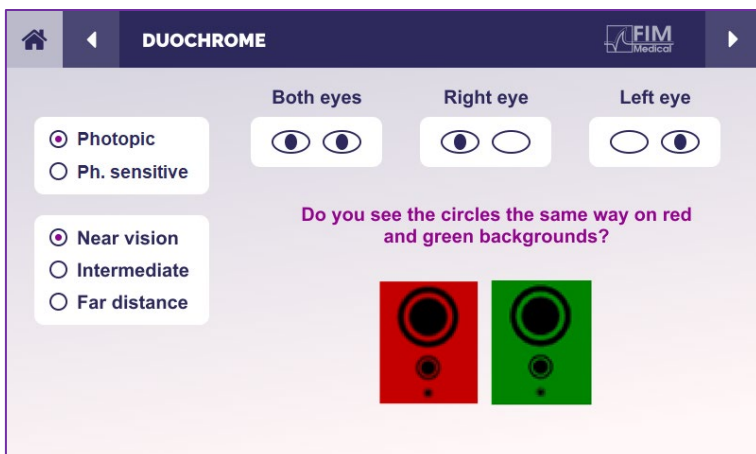 DUOCHROME
FIM
Medical
Both eyes
Right eye
Left eye
Photopic
Ph. sensitive
Near vision
Intermediate
Far distance
Do you see the circles the same way on red
and green backgrounds?